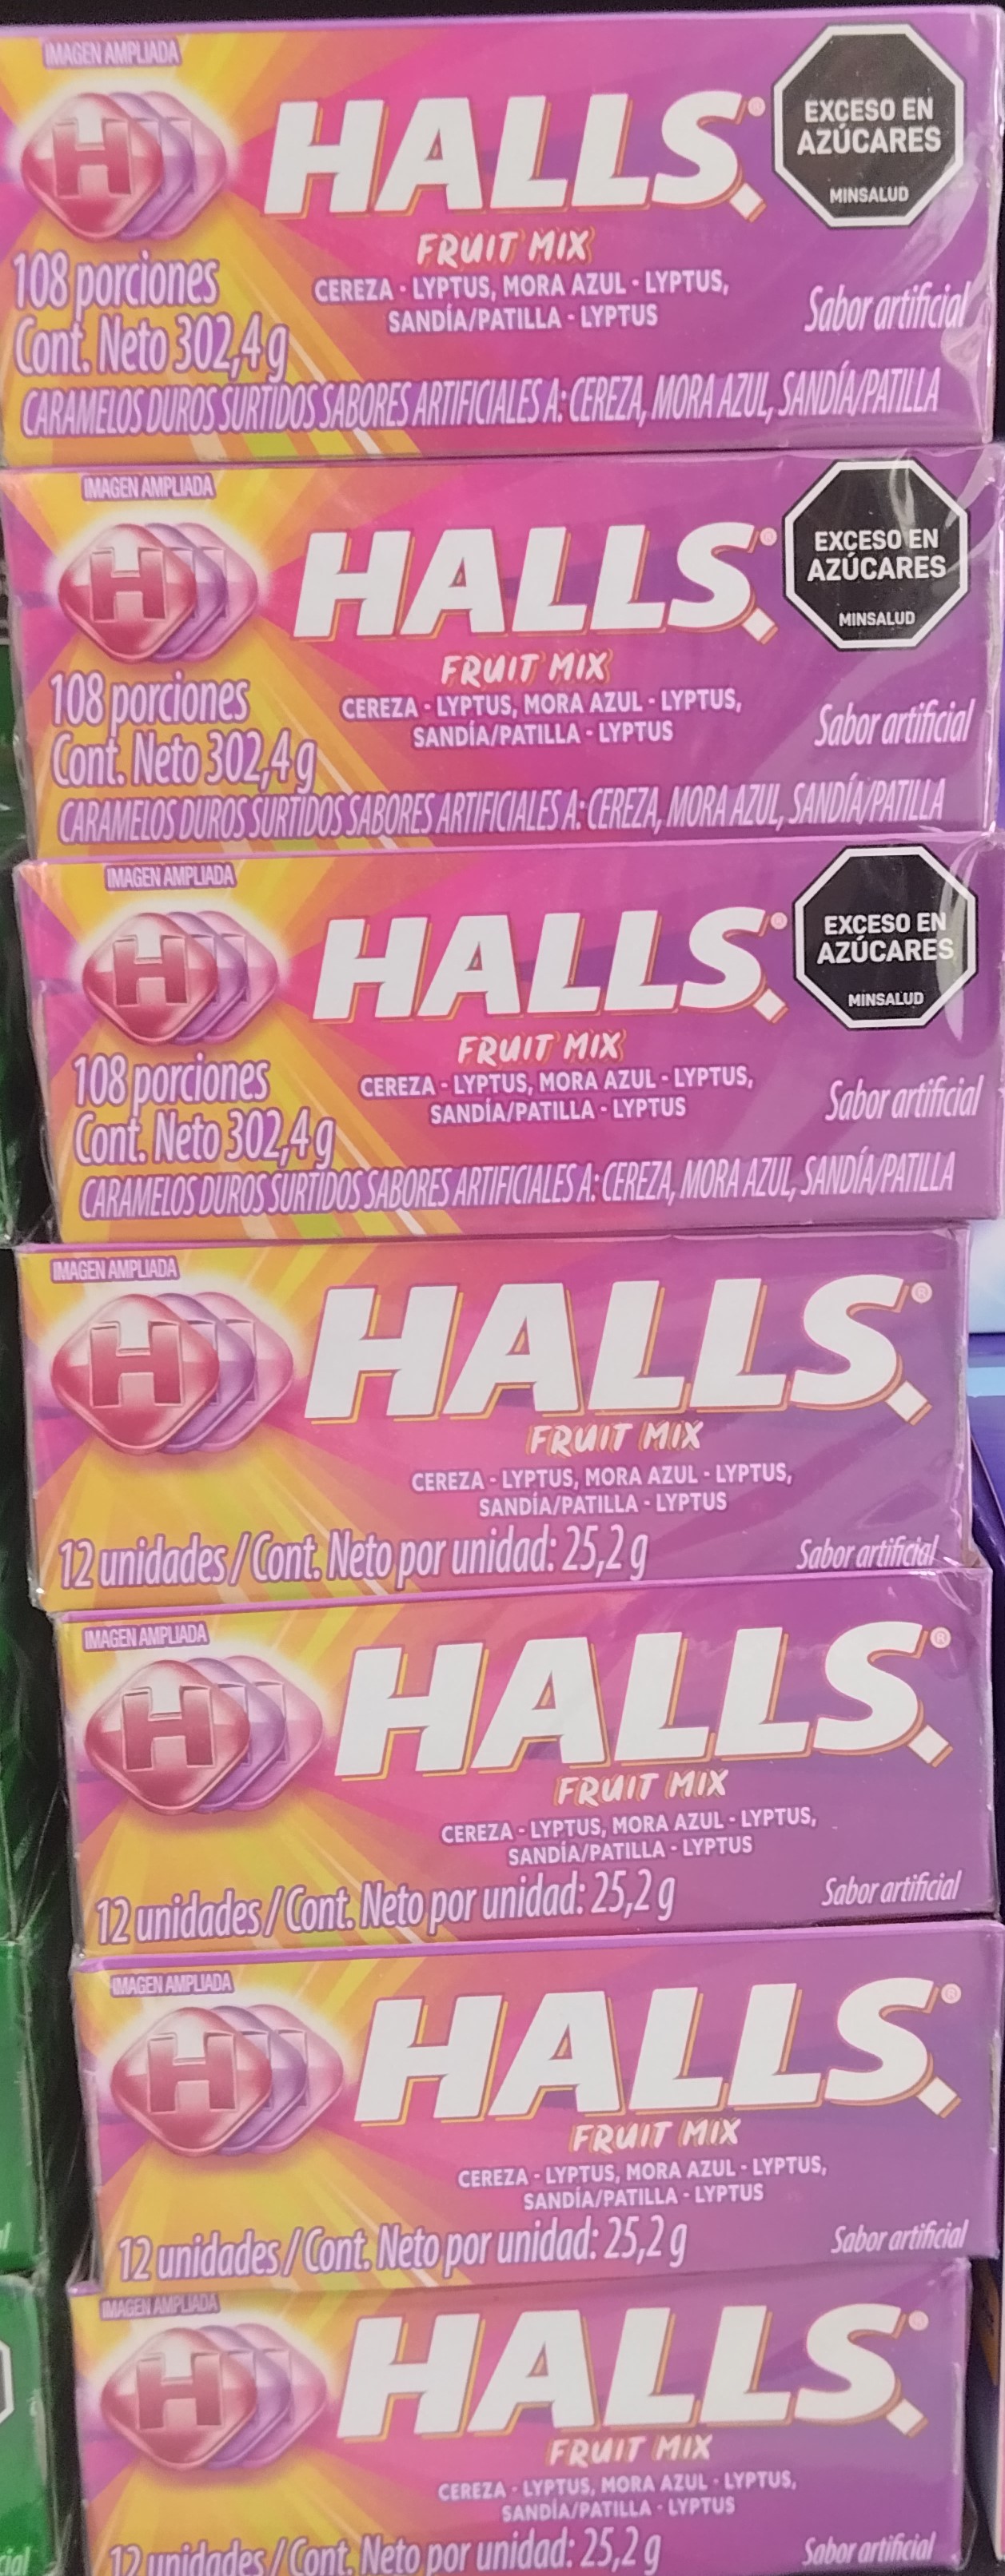 IMAGEN AMPLIADA
H
HALLS®
EXCESO EN
AZÚCARES
MINSALUD
FRUIT MIX
CEREZA - LYPTUS, MORA AZUL - LYPTUS,
SANDÍA/PATILLA - LYPTUS
108 porciones
Cont. Neto 302,4 g
Sabor artificial
CARAMELOS DUROS SURTIDOS SABORES ARTIFICIALES A: CEREZA, MORA AZUL, SANDÍA/PATILLA
IMAGEN AMPLIADA
H
HALLS®
EXCESO EN
AZÚCARES
MINSALUD
FRUIT MIX
CEREZA - LYPTUS, MORA AZUL - LYPTUS,
SANDÍA/PATILLA - LYPTUS
108 porciones
Cont. Neto 302,4 g
Sabor artificial
CARAMELOS DUROS SURTIDOS SABORES ARTIFICIALES A: CEREZA, MORA AZUL, SANDÍA/PATILLA
IMAGEN AMPLIADA
H
HALLS®
EXCESO EN
AZÚCARES
MINSALUD
FRUIT MIX
CEREZA - LYPTUS, MORA AZUL - LYPTUS,
SANDÍA/PATILLA - LYPTUS
108 porciones
Cont. Neto 302,4 g
Sabor artificial
CARAMELOS DUROS SURTIDOS SABORES ARTIFICIALES A: CEREZA, MORA AZUL, SANDÍA/PATILLA
IMAGEN AMPLIADA
H
HALLS®
FRUIT MIX
CEREZA - LYPTUS, MORA AZUL - LYPTUS,
SANDÍA/PATILLA - LYPTUS
12 unidades / Cont. Neto por unidad: 25,2 g
Sabor artificial
IMAGEN AMPLIADA
H
HALLS®
FRUIT MIX
CEREZA - LYPTUS, MORA AZUL - LYPTUS,
SANDÍA/PATILLA - LYPTUS
12 unidades / Cont. Neto por unidad: 25,2 g
Sabor artificial
IMAGEN AMPLIADA
H
HALLS®
FRUIT MIX
CEREZA - LYPTUS, MORA AZUL - LYPTUS,
SANDÍA/PATILLA - LYPTUS
12 unidades / Cont. Neto por unidad: 25,2 g
Sabor artificial
IMAGEN AMPLIADA
H
HALLS®
FRUIT MIX
CEREZA - LYPTUS, MORA AZUL - LYPTUS,
SANDÍA/PATILLA - LYPTUS
12 unidades / Cont. Neto por unidad: 25,2 g
Sabor artificial